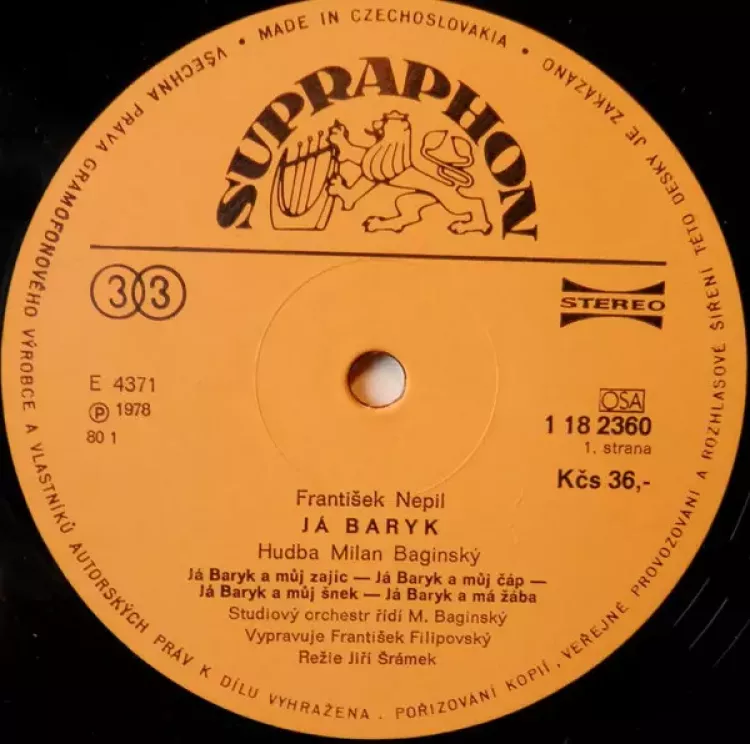 VŠECHNA PRÁVA GRAMOFONOVÉHO VÝROBCE A VLASTNÍKŮ AUTORSKÝCH PRÁV K DÍLU VYHRAŽENA. POŘIZOVÁNÍ KOPIÍ, VEŘEJNÉ PROVOZOVÁNÍ A ROZHLASOVÉ ŠÍŘENÍ TÉTO DESKY JE ZAKÁZÁNO
• MADE IN CZECHOSLOVAKIA •
SUPRAPHON
33
STEREO
E 4371
Ⓟ 1978
80 1
OSA
1 18 2360
1. strana
Kčs 36,-
František Nepil
JÁ BARYK
Hudba Milan Baginský
Já Baryk a můj zajíc — Já Baryk a můj čáp —
Já Baryk a můj šnek — Já Baryk a má žába
Studiový orchestr řídí M. Baginský
Vypravuje František Filipovský
Režie Jiří Šrámek